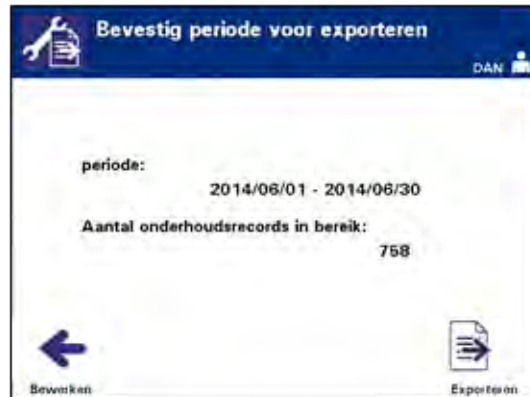 Bevestig periode voor exporteren
DAN
periode:
2014/06/01 - 2014/06/30
Aantal onderhoudsrecords in bereik:
758
Bewerken
Exporteren